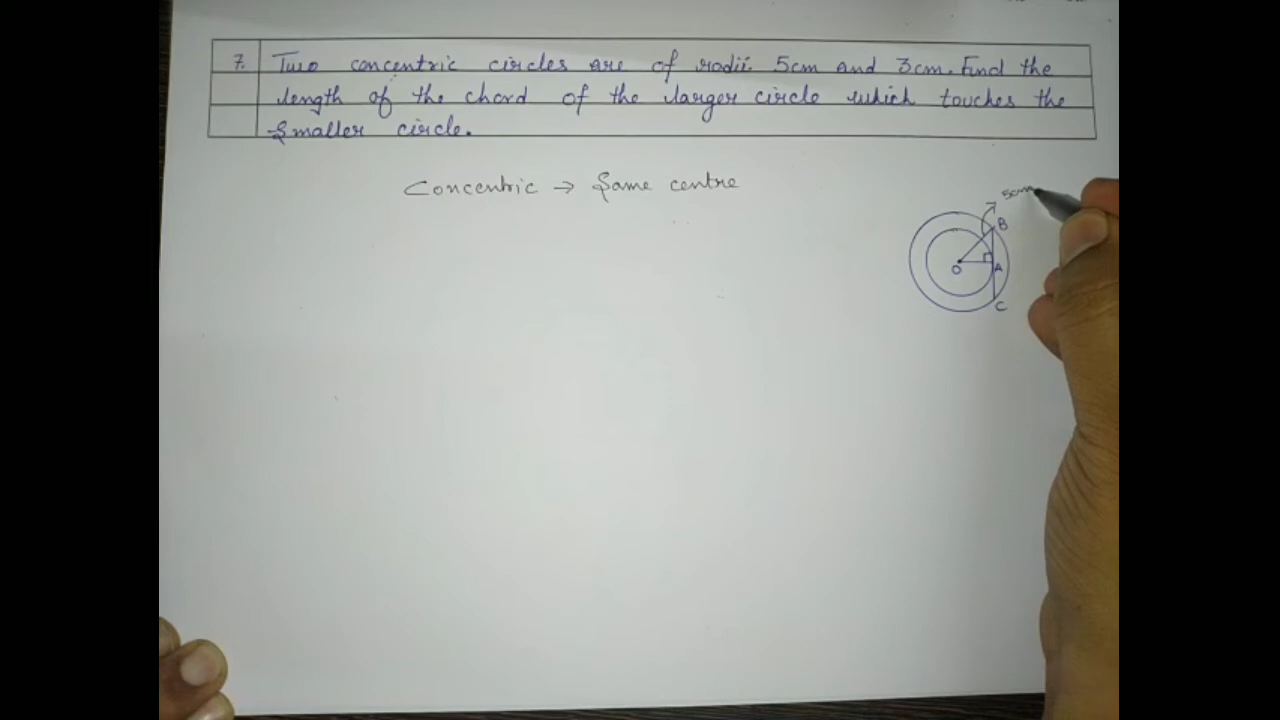 7. Two concentric circles are of radii 5cm and 3cm. Find the
length of the chord of the larger circle which touches the
smaller circle.
Concentric → Same centre
5cm
B
O
A
C